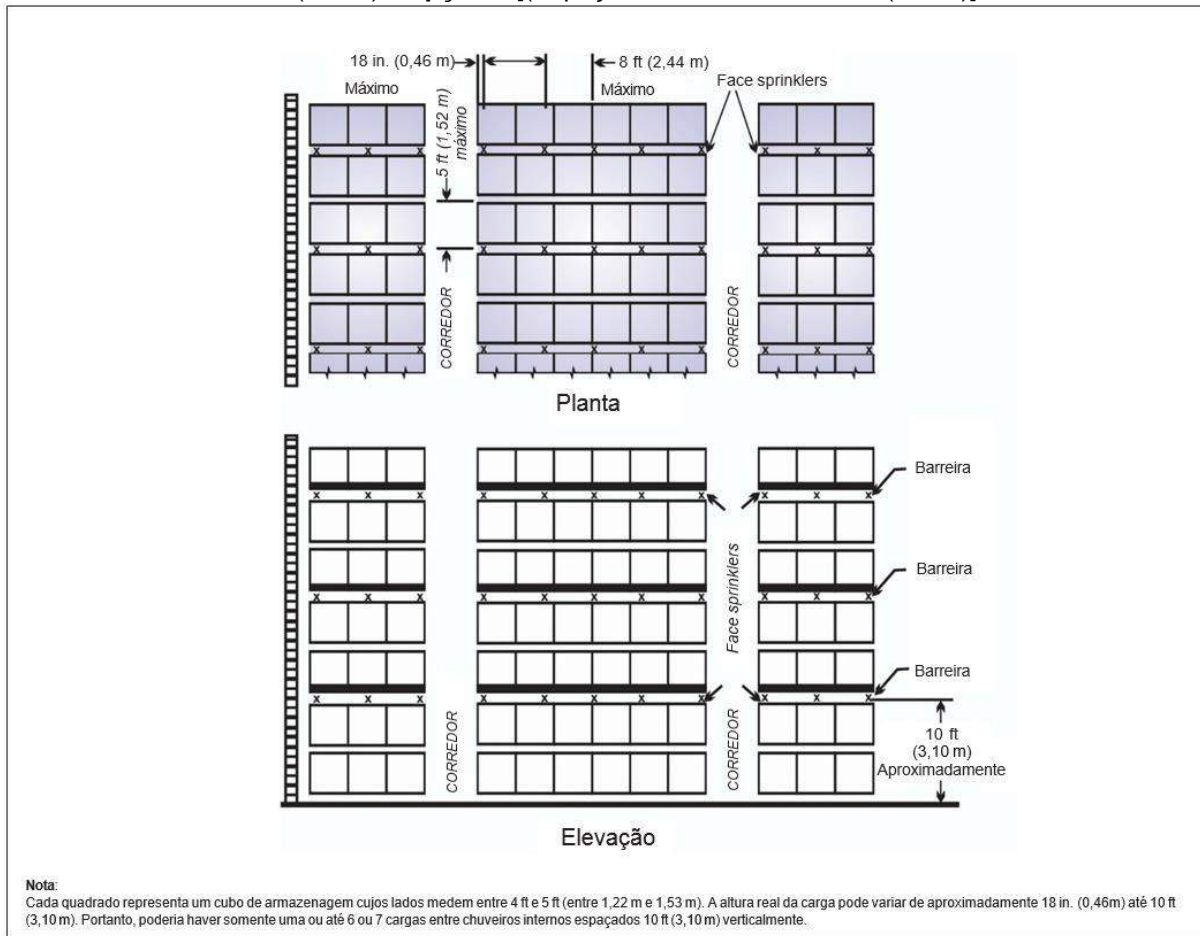 18 in. (0,46 m)
8 ft (2,44 m)
Máximo
Máximo
Face sprinklers
5 ft (1,52 m)
máximo
CORREDOR
CORREDOR
Planta
Barreira
Face sprinklers
Barreira
Barreira
CORREDOR
CORREDOR
10 ft
(3,10 m)
Aproximadamente
Elevação
Nota:
Cada quadrado representa um cubo de armazenagem cujos lados medem entre 4 ft e 5 ft (entre 1,22 m e 1,53 m). A altura real da carga pode variar de aproximadamente 18 in. (0,46m) até 10 ft
(3,10 m). Portanto, poderia haver somente uma ou até 6 ou 7 cargas entre chuveiros internos espaçados 10 ft (3,10 m) verticalmente.